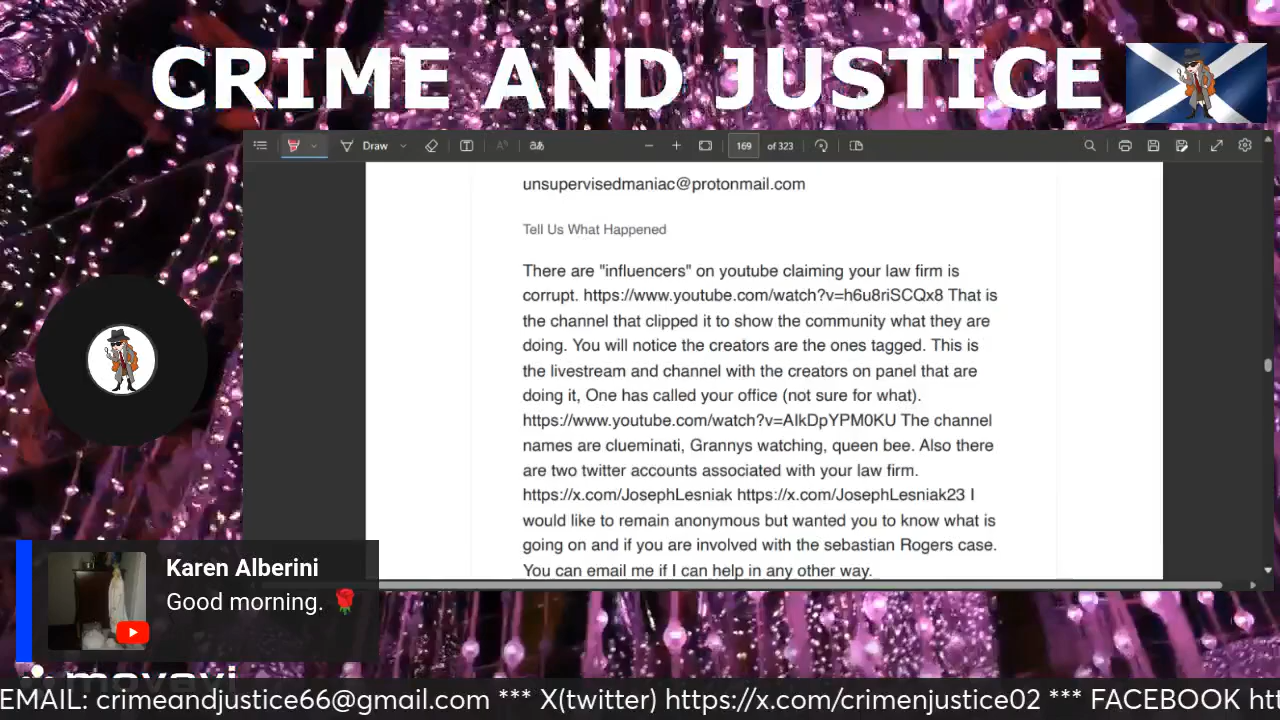 CRIME AND JUSTICE
Draw
169 of 323
unsupervisedmaniac@protonmail.com
Tell Us What Happened
There are "influencers" on youtube claiming your law firm is
corrupt. https://www.youtube.com/watch?v=h6u8riSCQx8 That is
the channel that clipped it to show the community what they are
doing. You will notice the creators are the ones tagged. This is
the livestream and channel with the creators on panel that are
doing it, One has called your office (not sure for what).
https://www.youtube.com/watch?v=AIkDpYPM0KU The channel
names are clueminati, Grannys watching, queen bee. Also there
are two twitter accounts associated with your law firm.
https://x.com/JosephLesniak https://x.com/JosephLesniak23 I
would like to remain anonymous but wanted you to know what is
going on and if you are involved with the sebastian Rogers case.
You can email me if I can help in any other way.
Karen Alberini
Good morning. 🌹
movavi
EMAIL: crimeandjustice66@gmail.com *** X(twitter) https://x.com/crimenjustice02 *** FACEBOOK htt